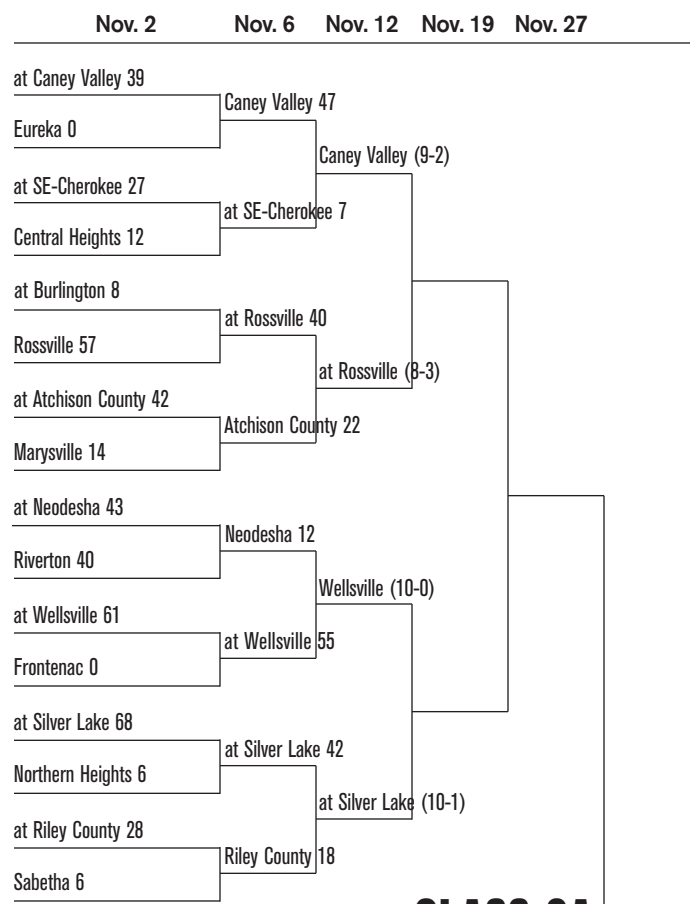 Nov. 2 Nov. 6 Nov. 12 Nov. 19 Nov. 27
at Caney Valley 39
Eureka 0
at SE-Cherokee 27
Central Heights 12
at Burlington 8
Rossville 57
at Atchison County 42
Marysville 14
at Neodesha 43
Riverton 40
at Wellsville 61
Frontenac 0
at Silver Lake 68
Northern Heights 6
at Riley County 28
Sabetha 6
Caney Valley 47
at SE-Cherokee 7
at Rossville 40
Atchison County 22
Neodesha 12
at Wellsville 55
at Silver Lake 42
Riley County 18
Caney Valley (9-2)
at Rossville (8-3)
Wellsville (10-0)
at Silver Lake (10-1)